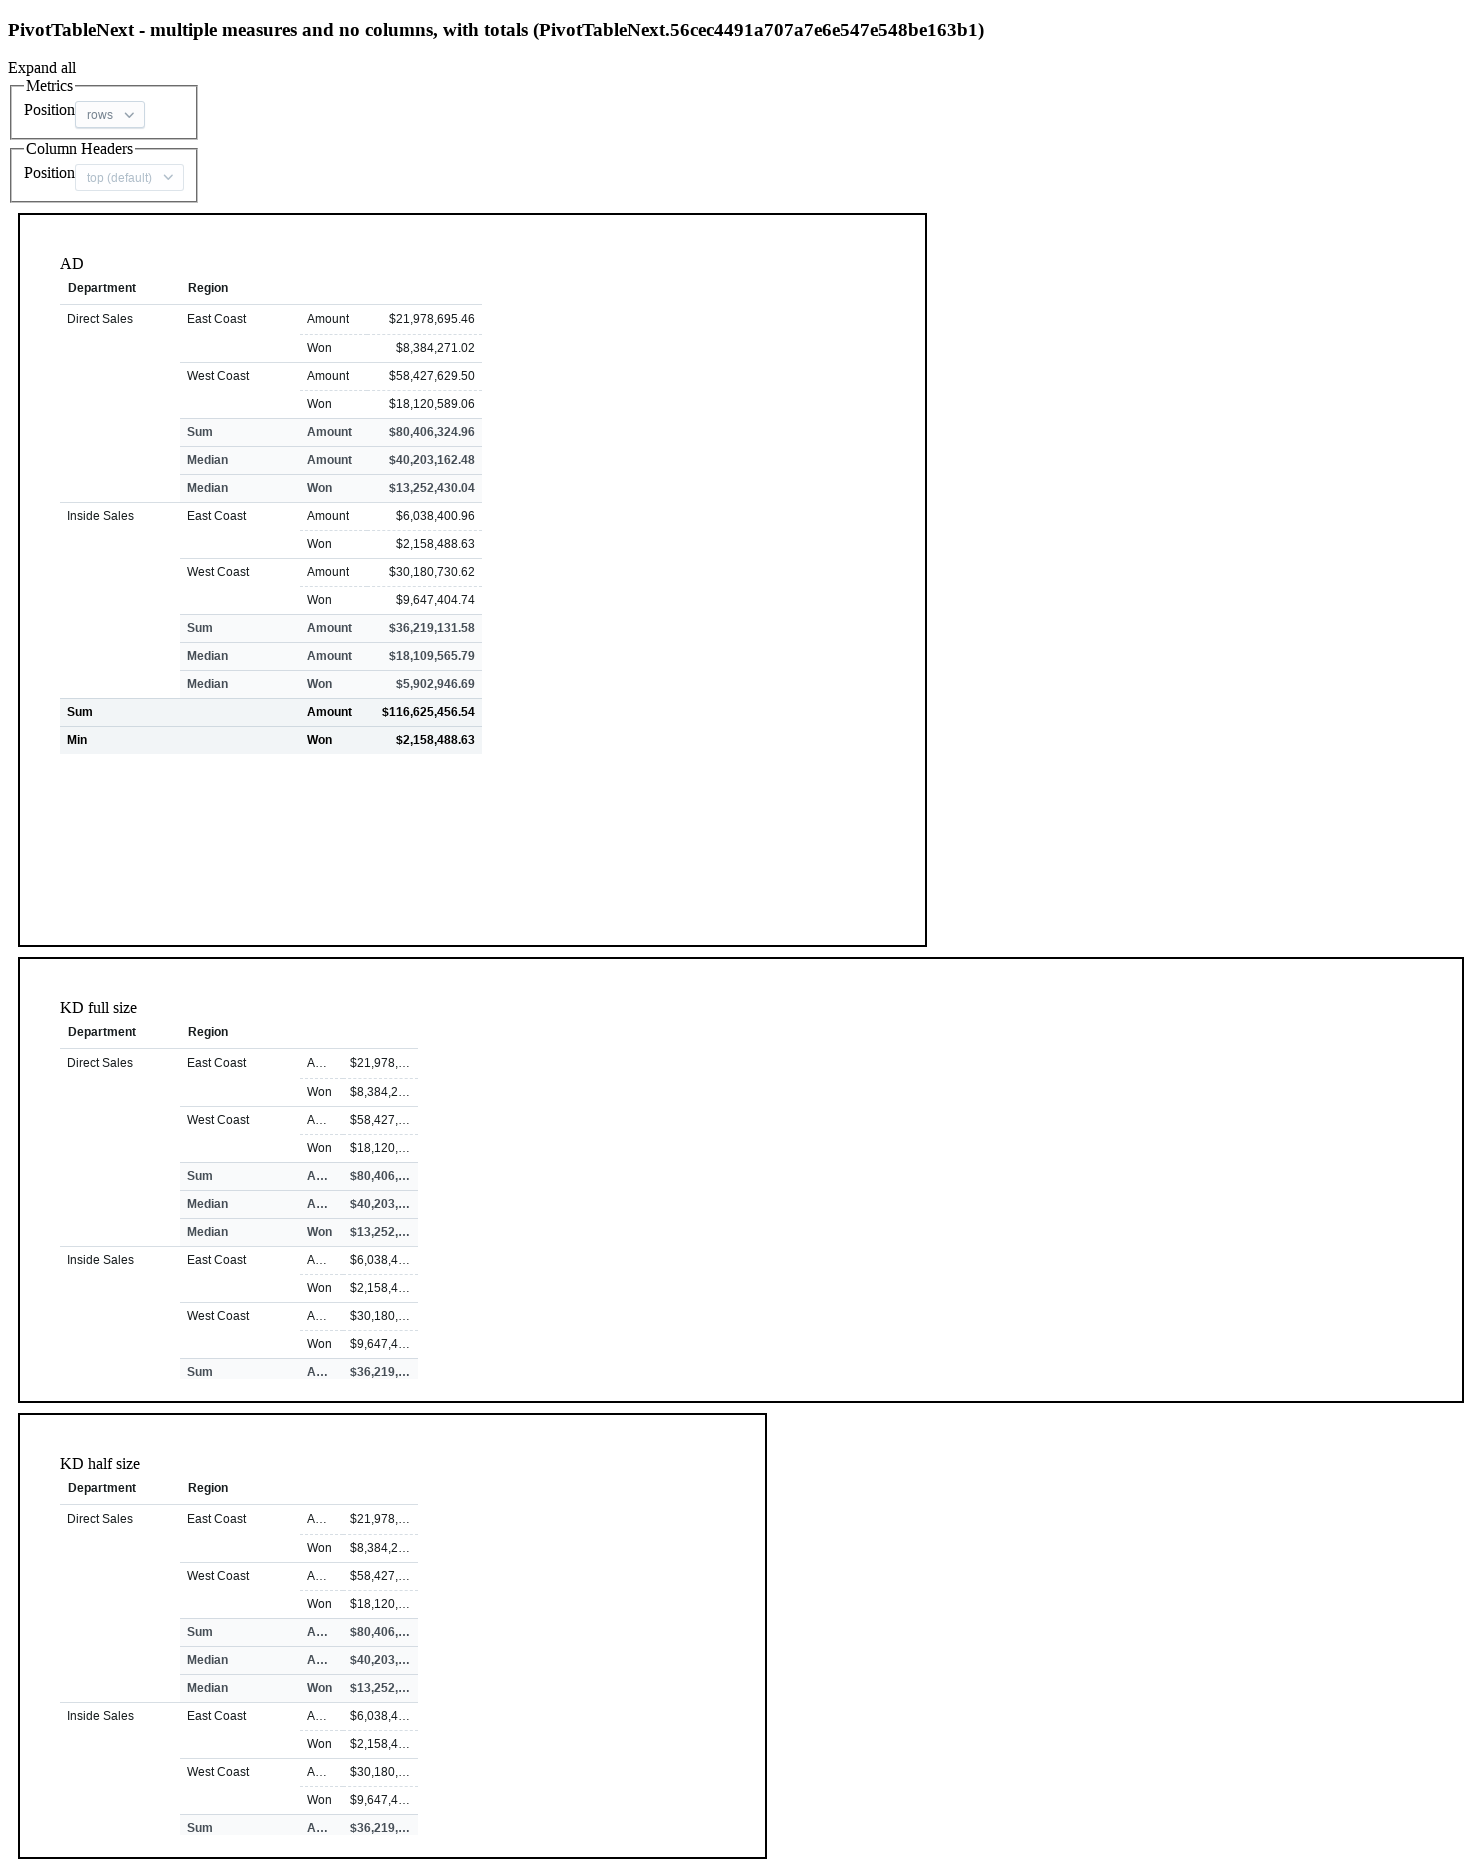 PivotTableNext - multiple measures and no columns, with totals (PivotTableNext.56cec4491a707a7e6e547e548be163b1)
Expand all
Metrics
Position rows
Column Headers
Position top (default)
AD
Department Region
Direct Sales East Coast Amount $21,978,695.46
Won $8,384,271.02
West Coast Amount $58,427,629.50
Won $18,120,589.06
Sum Amount $80,406,324.96
Median Amount $40,203,162.48
Median Won $13,252,430.04
Inside Sales East Coast Amount $6,038,400.96
Won $2,158,488.63
West Coast Amount $30,180,730.62
Won $9,647,404.74
Sum Amount $36,219,131.58
Median Amount $18,109,565.79
Median Won $5,902,946.69
Sum Amount $116,625,456.54
Min Won $2,158,488.63
KD full size
Department Region
Direct Sales East Coast A… $21,978,…
Won $8,384,2…
West Coast A… $58,427,…
Won $18,120,…
Sum A… $80,406,…
Median A… $40,203,…
Median Won $13,252,…
Inside Sales East Coast A… $6,038,4…
Won $2,158,4…
West Coast A… $30,180,…
Won $9,647,4…
Sum A… $36,219,…
KD half size
Department Region
Direct Sales East Coast A… $21,978,…
Won $8,384,2…
West Coast A… $58,427,…
Won $18,120,…
Sum A… $80,406,…
Median A… $40,203,…
Median Won $13,252,…
Inside Sales East Coast A… $6,038,4…
Won $2,158,4…
West Coast A… $30,180,…
Won $9,647,4…
Sum A… $36,219,…